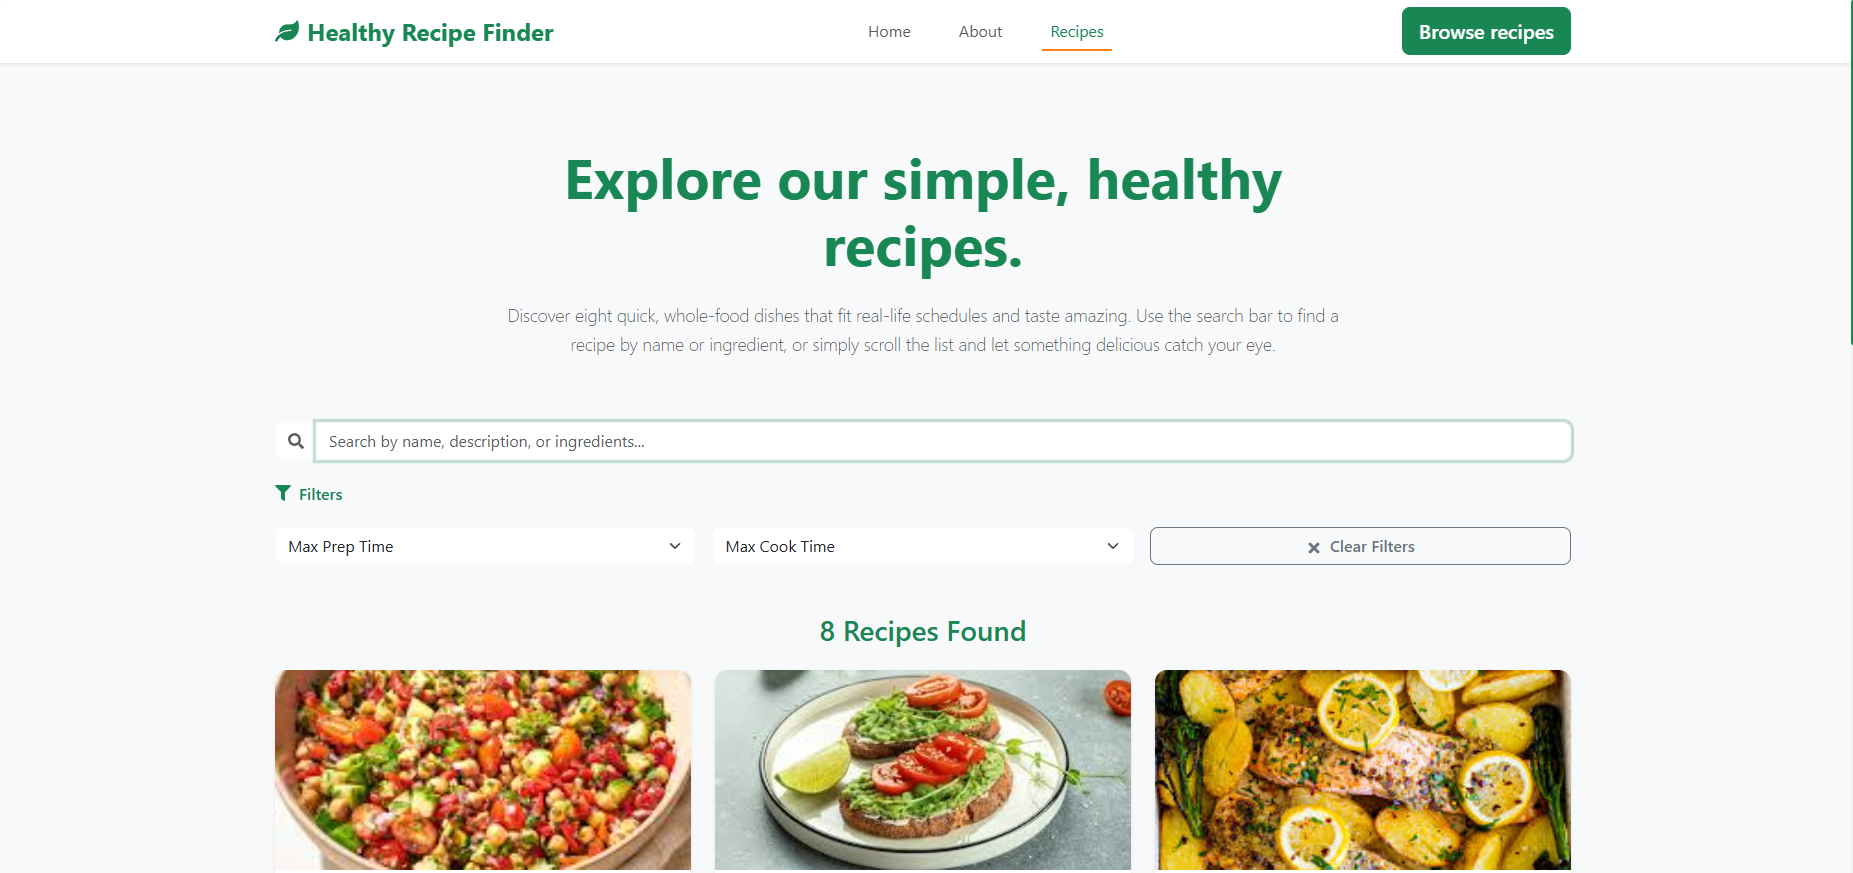 Healthy Recipe Finder
Home
About
Recipes
Browse recipes
Explore our simple, healthy
recipes.
Discover eight quick, whole-food dishes that fit real-life schedules and taste amazing. Use the search bar to find a
recipe by name or ingredient, or simply scroll the list and let something delicious catch your eye.
Search by name, description, or ingredients...
Filters
Max Prep Time
Max Cook Time
Clear Filters
8 Recipes Found